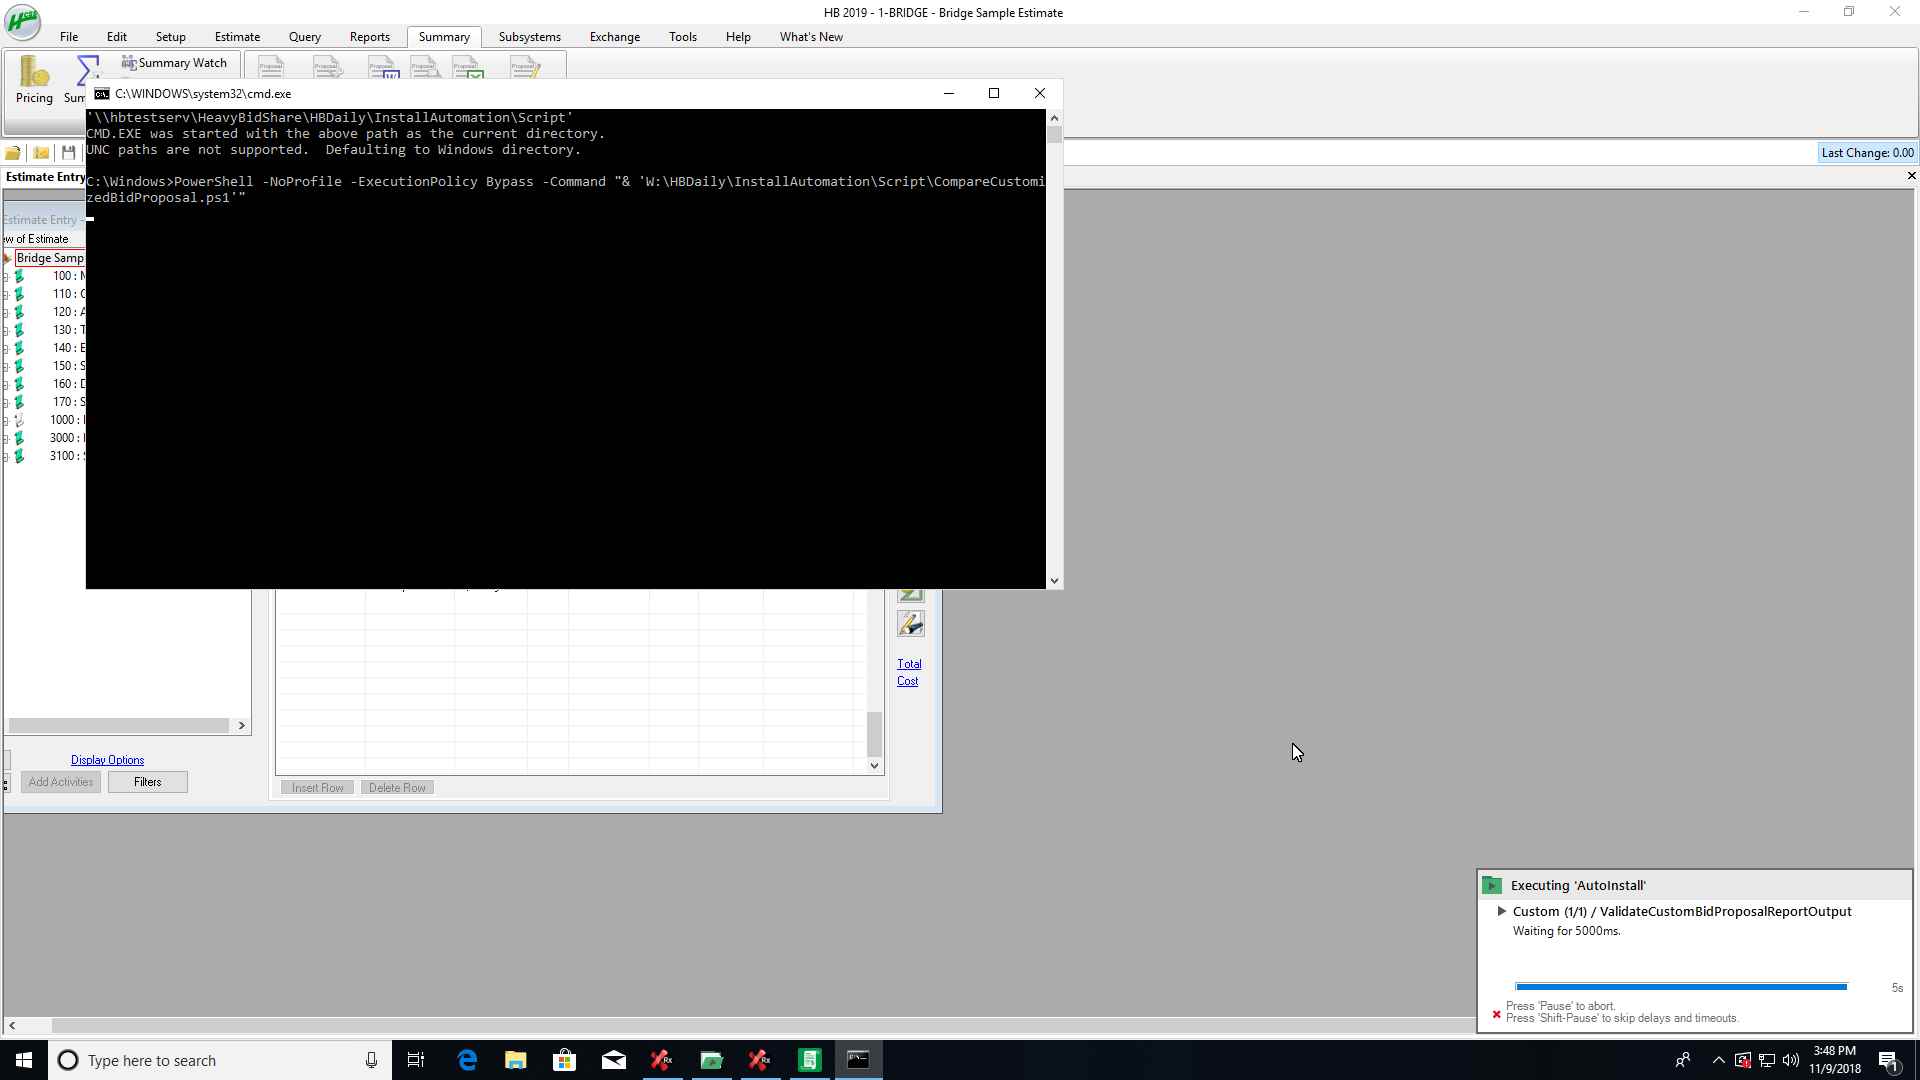 HB 2019 - 1-BRIDGE - Bridge Sample Estimate
File Edit Setup Estimate Query Reports Summary Subsystems Exchange Tools Help What's New
Summary Watch
Pricing
C:\WINDOWS\system32\cmd.exe
'\\hbtestserv\HeavyBidShare\HBDaily\InstallAutomation\Script'
CMD.EXE was started with the above path as the current directory.
UNC paths are not supported.  Defaulting to Windows directory.
C:\Windows>PowerShell -NoProfile -ExecutionPolicy Bypass -Command "& 'W:\HBDaily\InstallAutomation\Script\CompareCustomi
zedBidProposal.ps1'"
Last Change: 0.00
Estimate Entry
Estimate Entry -
ew of Estimate
Bridge Samp
100 :
110 :
120 : A
130 : T
140 : E
150 : S
160 :
170 : S
1000 :
3000 :
3100 :
Total
Cost
Display Options
Add Activities Filters
Insert Row Delete Row
Executing 'AutoInstall'
Custom (1/1) / ValidateCustomBidProposalReportOutput
Waiting for 5000ms.
5s
Press 'Pause' to abort.
Press 'Shift-Pause' to skip delays and timeouts.
Type here to search
3:48 PM
11/9/2018
1